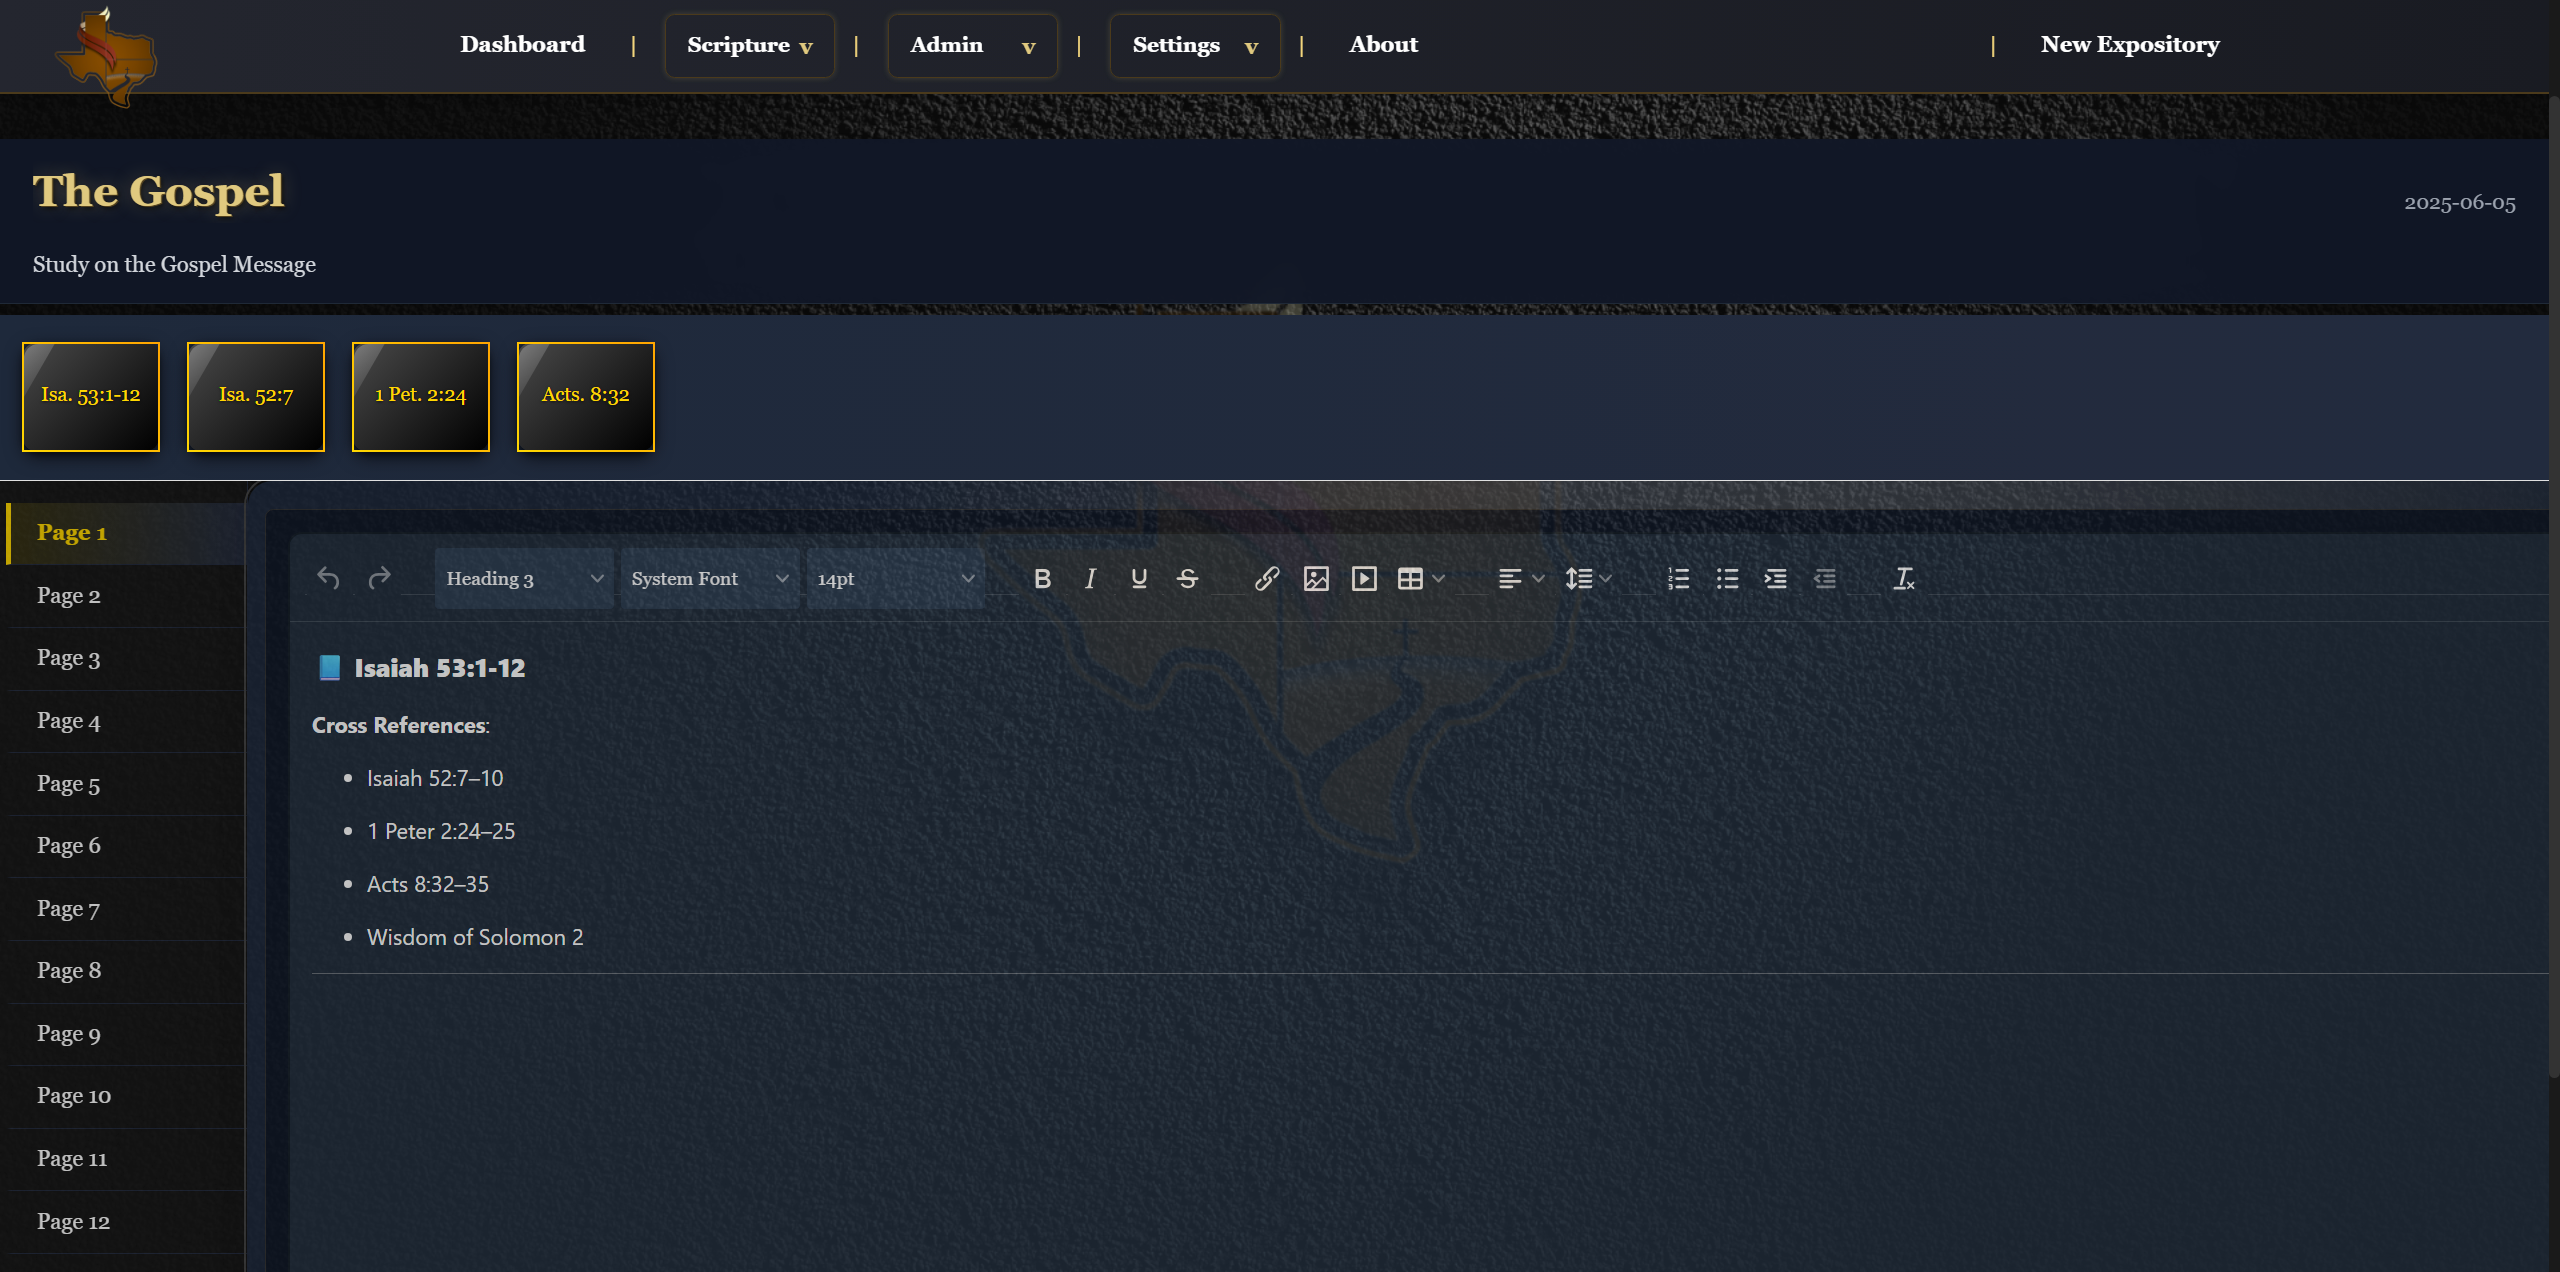 Dashboard | Scripture v | Admin v | Settings v | About | New Expository
The Gospel
2025-06-05
Study on the Gospel Message
Isa. 53:1-12
Isa. 52:7
1 Pet. 2:24
Acts. 8:32
Page 1
Page 2
Page 3
Page 4
Page 5
Page 6
Page 7
Page 8
Page 9
Page 10
Page 11
Page 12
Heading 3 System Font 14pt
📘 Isaiah 53:1-12
Cross References:
• Isaiah 52:7–10
• 1 Peter 2:24–25
• Acts 8:32–35
• Wisdom of Solomon 2